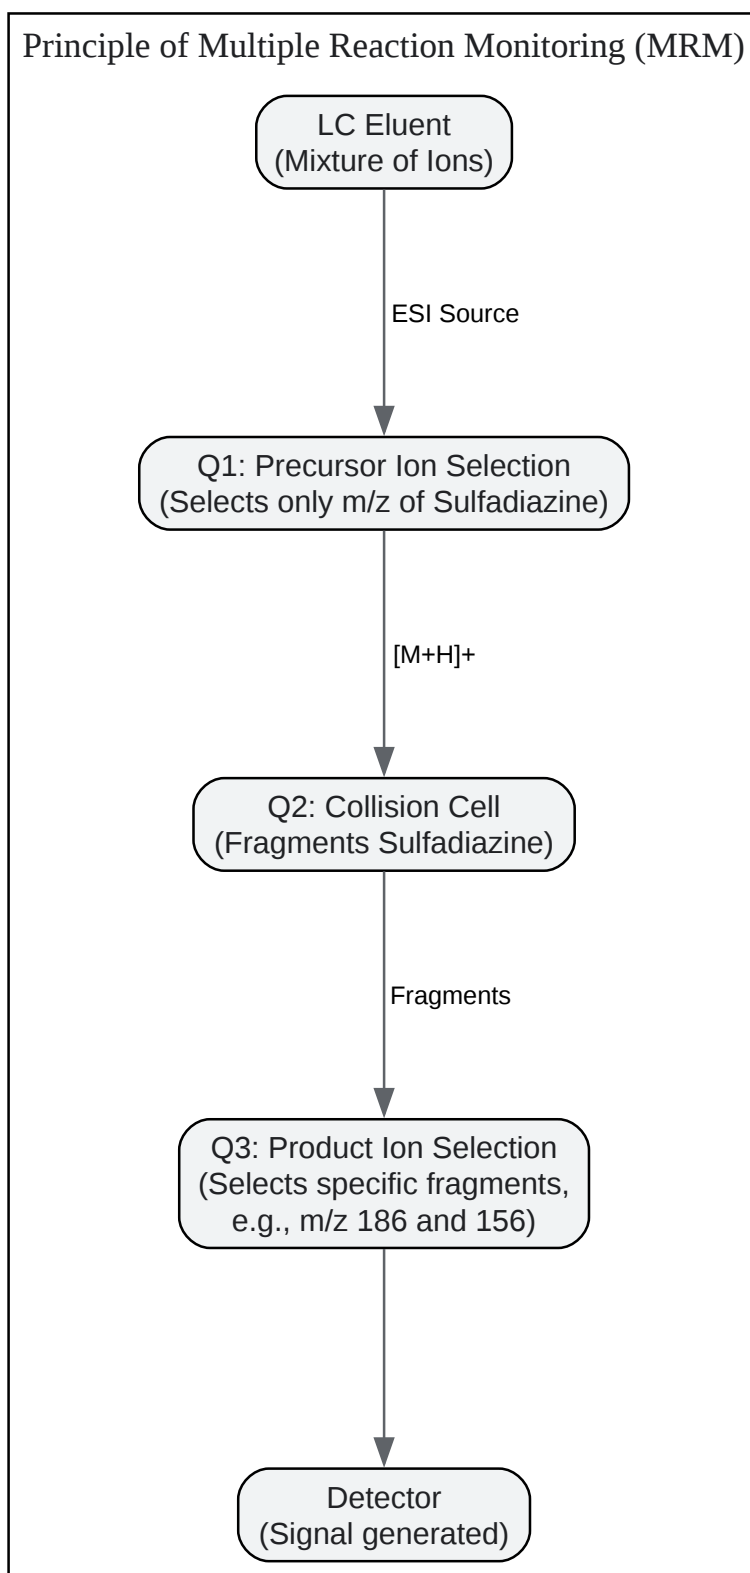 Principle of Multiple Reaction Monitoring (MRM)
LC Eluent
(Mixture of Ions)
ESI Source
Q1: Precursor Ion Selection
(Selects only m/z of Sulfadiazine)
[M+H]+
Q2: Collision Cell
(Fragments Sulfadiazine)
Fragments
Q3: Product Ion Selection
(Selects specific fragments,
e.g., m/z 186 and 156)
Detector
(Signal generated)